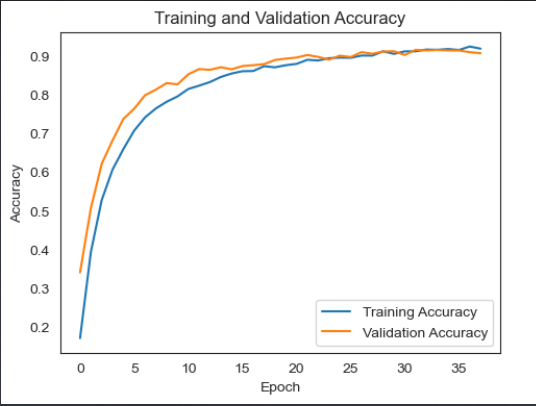 Training and Validation Accuracy
Accuracy
0.9
0.8
0.7
0.6
0.5
0.4
0.3
0.2
Training Accuracy
Validation Accuracy
0 5 10 15 20 25 30 35
Epoch